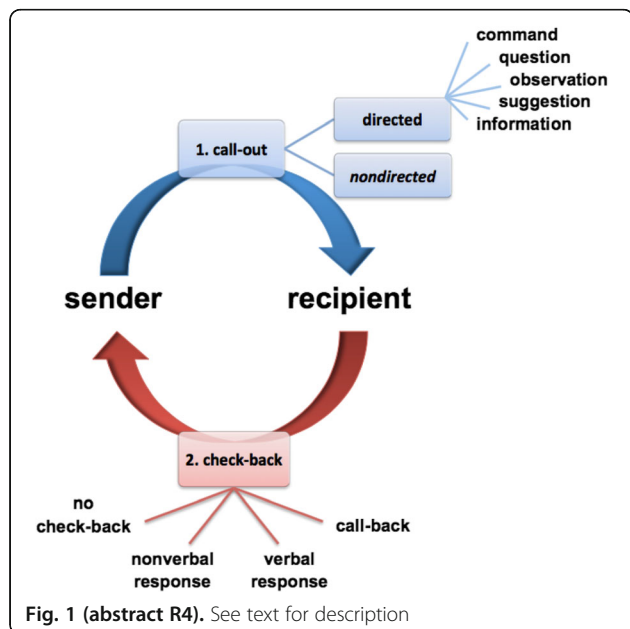 command
question
observation
suggestion
information
directed
1. call-out
nondirected
sender
recipient
2. check-back
no
check-back
call-back
nonverbal
response
verbal
response
Fig. 1 (abstract R4). See text for description